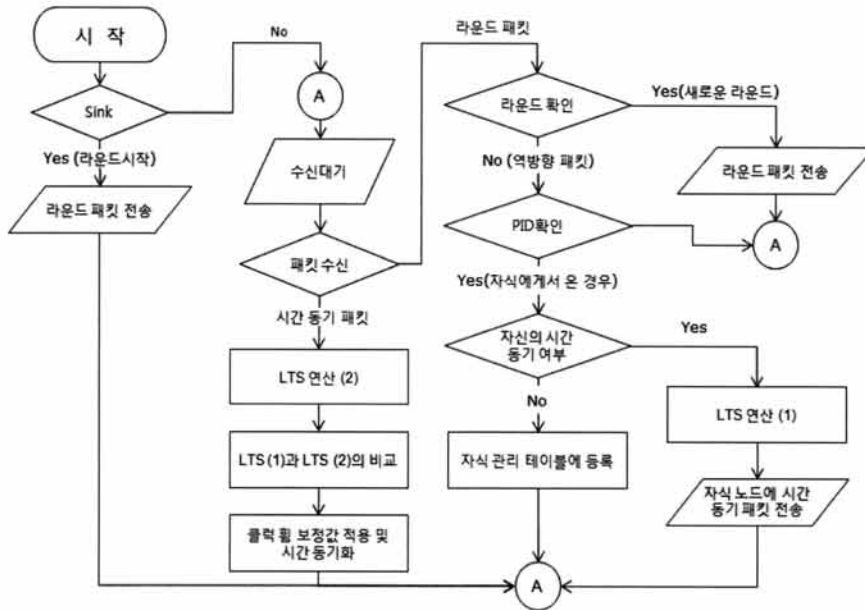 시 작
Sink
No
A
Yes (라운드시작)
라운드 패킷 전송
수신대기
패킷 수신
시간 동기 패킷
LTS 연산 (2)
LTS (1)과 LTS (2)의 비교
클럭 휨 보정값 적용 및
시간 동기화
라운드 패킷
라운드 확인
Yes(새로운 라운드)
라운드 패킷 전송
A
No (역방향 패킷)
PID확인
Yes(자식에게서 온 경우)
자신의 시간
동기 여부
Yes
No
LTS 연산 (1)
자식 관리 테이블에 등록
자식 노드에 시간
동기 패킷 전송
A